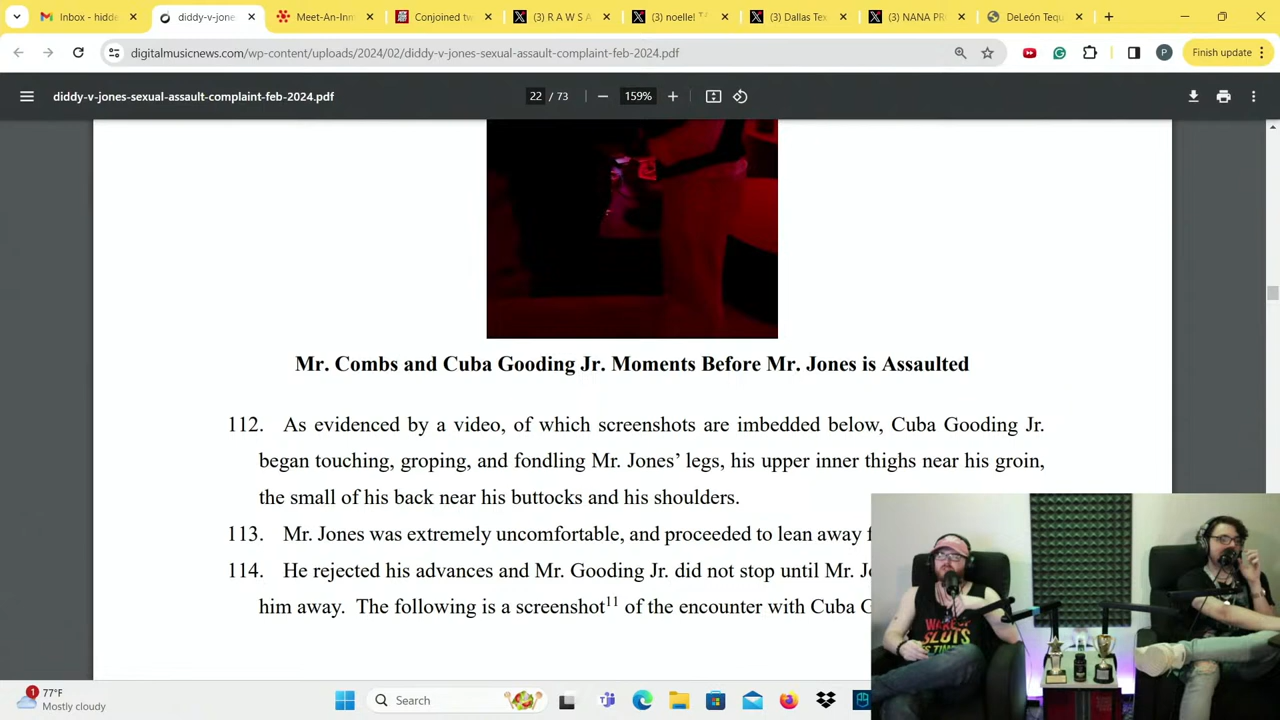 Inbox - hidde
diddy-v-jone
Meet-An-Inn
Conjoined tw
(3) R A W S A
(3) noelle!
(3) Dallas Tex
(3) NANA PR
DeLeón Tequ
digitalmusicnews.com/wp-content/uploads/2024/02/diddy-v-jones-sexual-assault-complaint-feb-2024.pdf
P
Finish update
diddy-v-jones-sexual-assault-complaint-feb-2024.pdf
22 / 73
159%
Mr. Combs and Cuba Gooding Jr. Moments Before Mr. Jones is Assaulted
112. As evidenced by a video, of which screenshots are imbedded below, Cuba Gooding Jr.
began touching, groping, and fondling Mr. Jones’ legs, his upper inner thighs near his groin,
the small of his back near his buttocks and his shoulders.
113. Mr. Jones was extremely uncomfortable, and proceeded to lean away
114. He rejected his advances and Mr. Gooding Jr. did not stop until Mr. Jo
him away. The following is a screenshot11 of the encounter with Cuba G
SLUTS
1
77°F
Mostly cloudy
Search